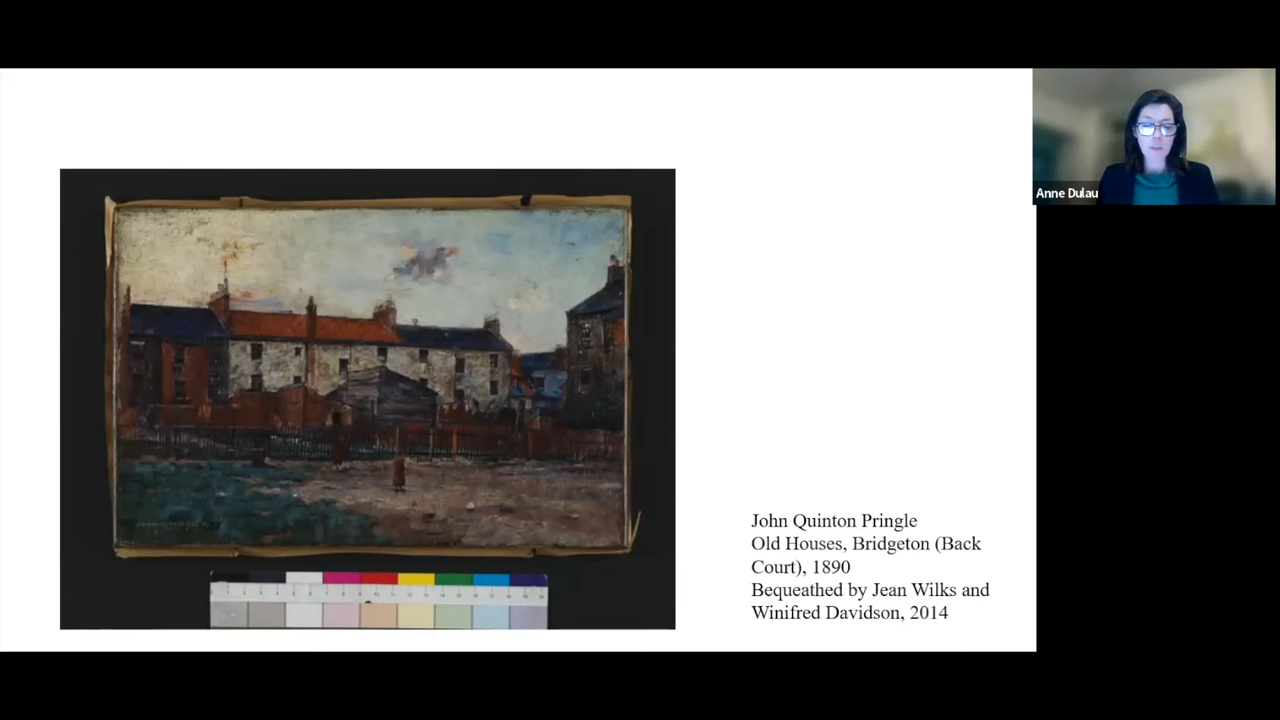 Anne Dulau
John Quinton Pringle
Old Houses, Bridgeton (Back
Court), 1890
Bequeathed by Jean Wilks and
Winifred Davidson, 2014